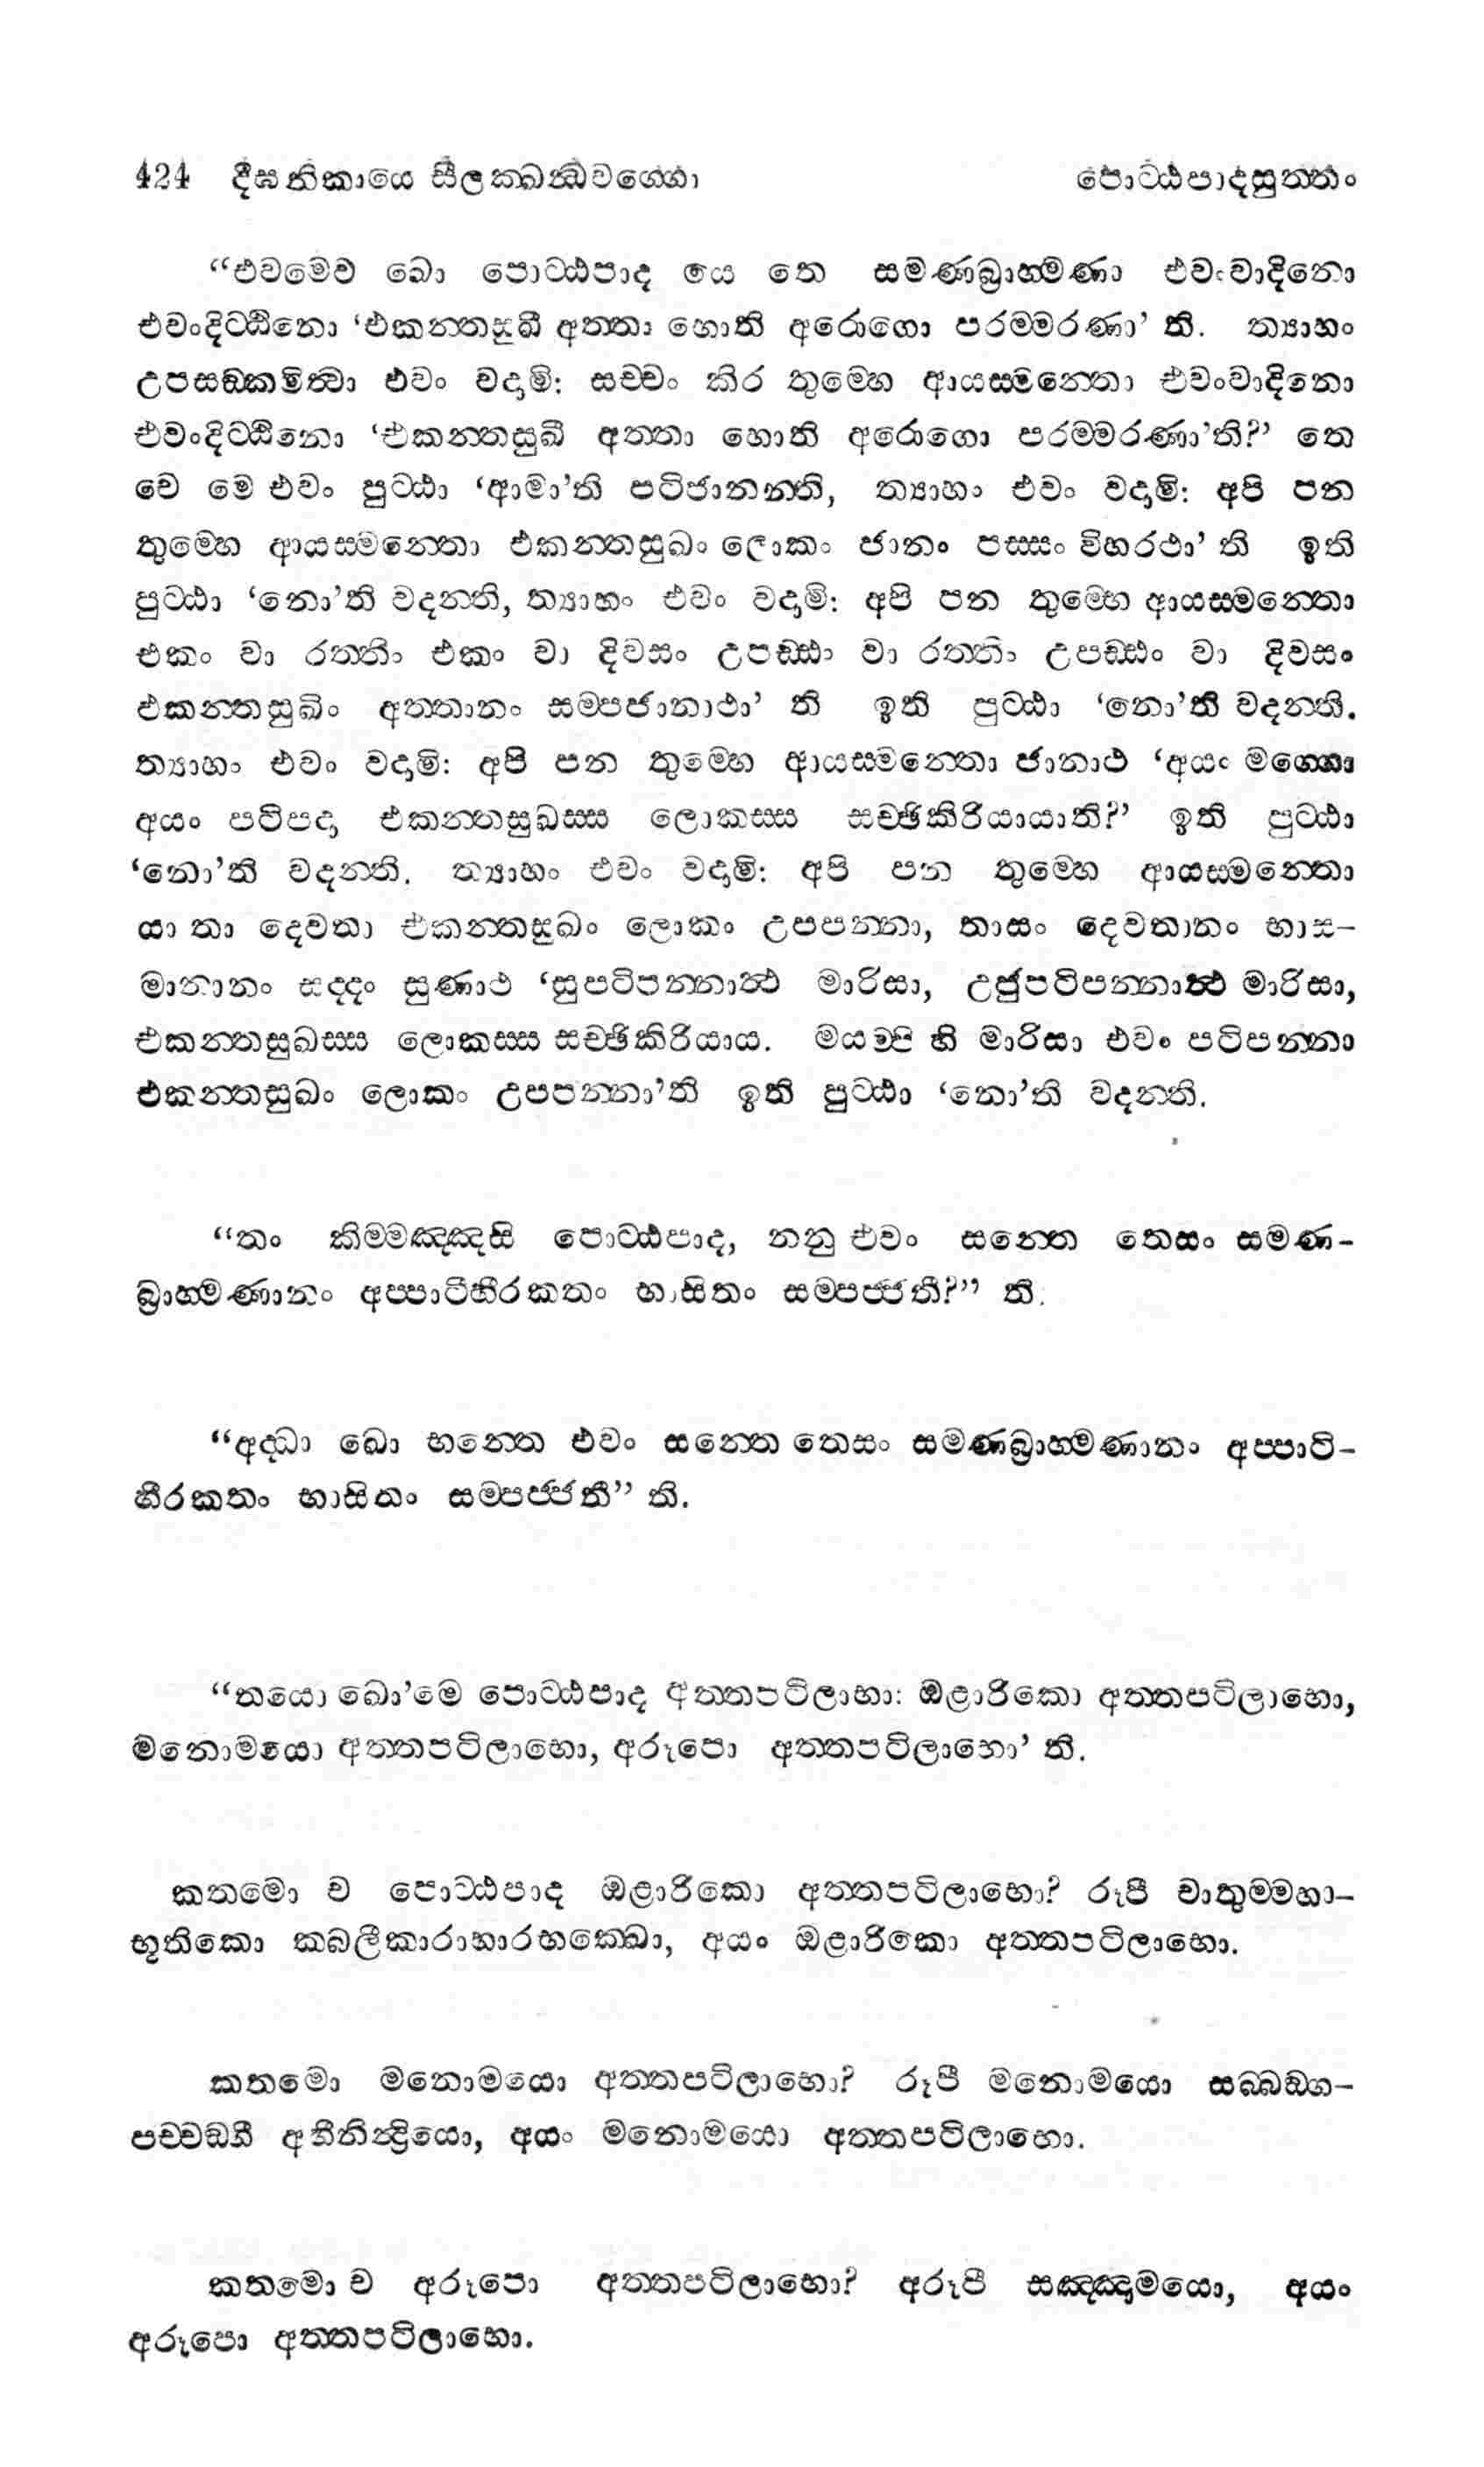 424 දීඝනිකායෙ සීලක්ඛන්ධවග්ගො පොට්ඨපාදසුත්තං
“එවමෙව ඛො පොට්ඨපාද යෙ තෙ සමණබ්‍රාහ්මණා එවංවාදිනො
එවංදිට්ඨිනො ‘එකන්තසුඛී අත්තා හොති අරොගො පරම්මරණා’ ති. ත්‍යාහං
උපසඞ්කමිත්‍වා එවං වදාමි: සච්චං කිර තුම්හෙ ආයස්මන්තො එවංවාදිනො
එවංදිට්ඨිනො ‘එකන්තසුඛී අත්තා හොති අරොගො පරම්මරණා’ති?’ තෙ
චෙ මෙ එවං පුට්ඨා ‘ආමා’ති පටිජානන්ති, ත්‍යාහං එවං වදාමි: අපි පන
තුම්හෙ ආයස්මන්තො එකන්තසුඛං ලොකං ජානං පස්සං විහරථා’ ති ඉති
පුට්ඨා ‘නො’ති වදන්ති, ත්‍යාහං එවං වදාමි: අපි පන තුම්හෙ ආයස්මන්තො
එකං වා රත්තිං එකං වා දිවසං උපඩ්ඪං වා රත්තිං උපඩ්ඪං වා දිවසං
එකන්තසුඛිං අත්තානං සම්පජානාථා’ ති ඉති පුට්ඨා ‘නො’ති වදන්ති.
ත්‍යාහං එවං වදාමි: අපි පන තුම්හෙ ආයස්මන්තො ජානාථ ‘අයං මග්ගො
අයං පටිපදා එකන්තසුඛස්ස ලොකස්ස සච්ඡිකිරියායාති?’ ඉති පුට්ඨා
‘නො’ති වදන්ති. ත්‍යාහං එවං වදාමි: අපි පන තුම්හෙ ආයස්මන්තො
යා තා දෙවතා එකන්තසුඛං ලොකං උපපන්නා, තාසං දෙවතානං භාස–
මානානං සද්දං සුණාථ ‘සුපටිපන්නාත්‍ථ මාරිසා, උජුපටිපන්නාත්‍ථ මාරිසා,
එකන්තසුඛස්ස ලොකස්ස සච්ඡිකිරියාය. මයම්පි හි මාරිසා එවං පටිපන්නා
එකන්තසුඛං ලොකං උපපන්නා’ති ඉති පුට්ඨා ‘නො’ති වදන්ති.
“තං කිම්මඤ්ඤසි පොට්ඨපාද, නනු එවං සන්තෙ තෙසං සමණ–
බ්‍රාහ්මණානං අප්පාටිහීරකතං භාසිතං සම්පජ්ජතී?” ති.
“අද්ධා ඛො භන්තෙ එවං සන්තෙ තෙසං සමණබ්‍රාහ්මණානං අප්පාටි–
හීරකතං භාසිතං සම්පජ්ජතී” ති.
“තයො ඛො’මෙ පොට්ඨපාද අත්තපටිලාභා: ඔළාරිකො අත්තපටිලාභො,
මනොමයො අත්තපටිලාභො, අරූපො අත්තපටිලාභො’ ති.
කතමො ච පොට්ඨපාද ඔළාරිකො අත්තපටිලාභො? රූපී චාතුම්මහා–
භූතිකො කබලීකාරාහාරභක්ඛො, අයං ඔළාරිකො අත්තපටිලාභො.
කතමො මනොමයො අත්තපටිලාභො? රූපී මනොමයො සබ්බඞ්ග–
පච්චඞ්ගී අහීනින්‍ද්‍රියො, අයං මනොමයො අත්තපටිලාභො.
කතමො ච අරූපො අත්තපටිලාභො? අරූපී සඤ්ඤාමයො, අයං
අරූපො අත්තපටිලාභො.